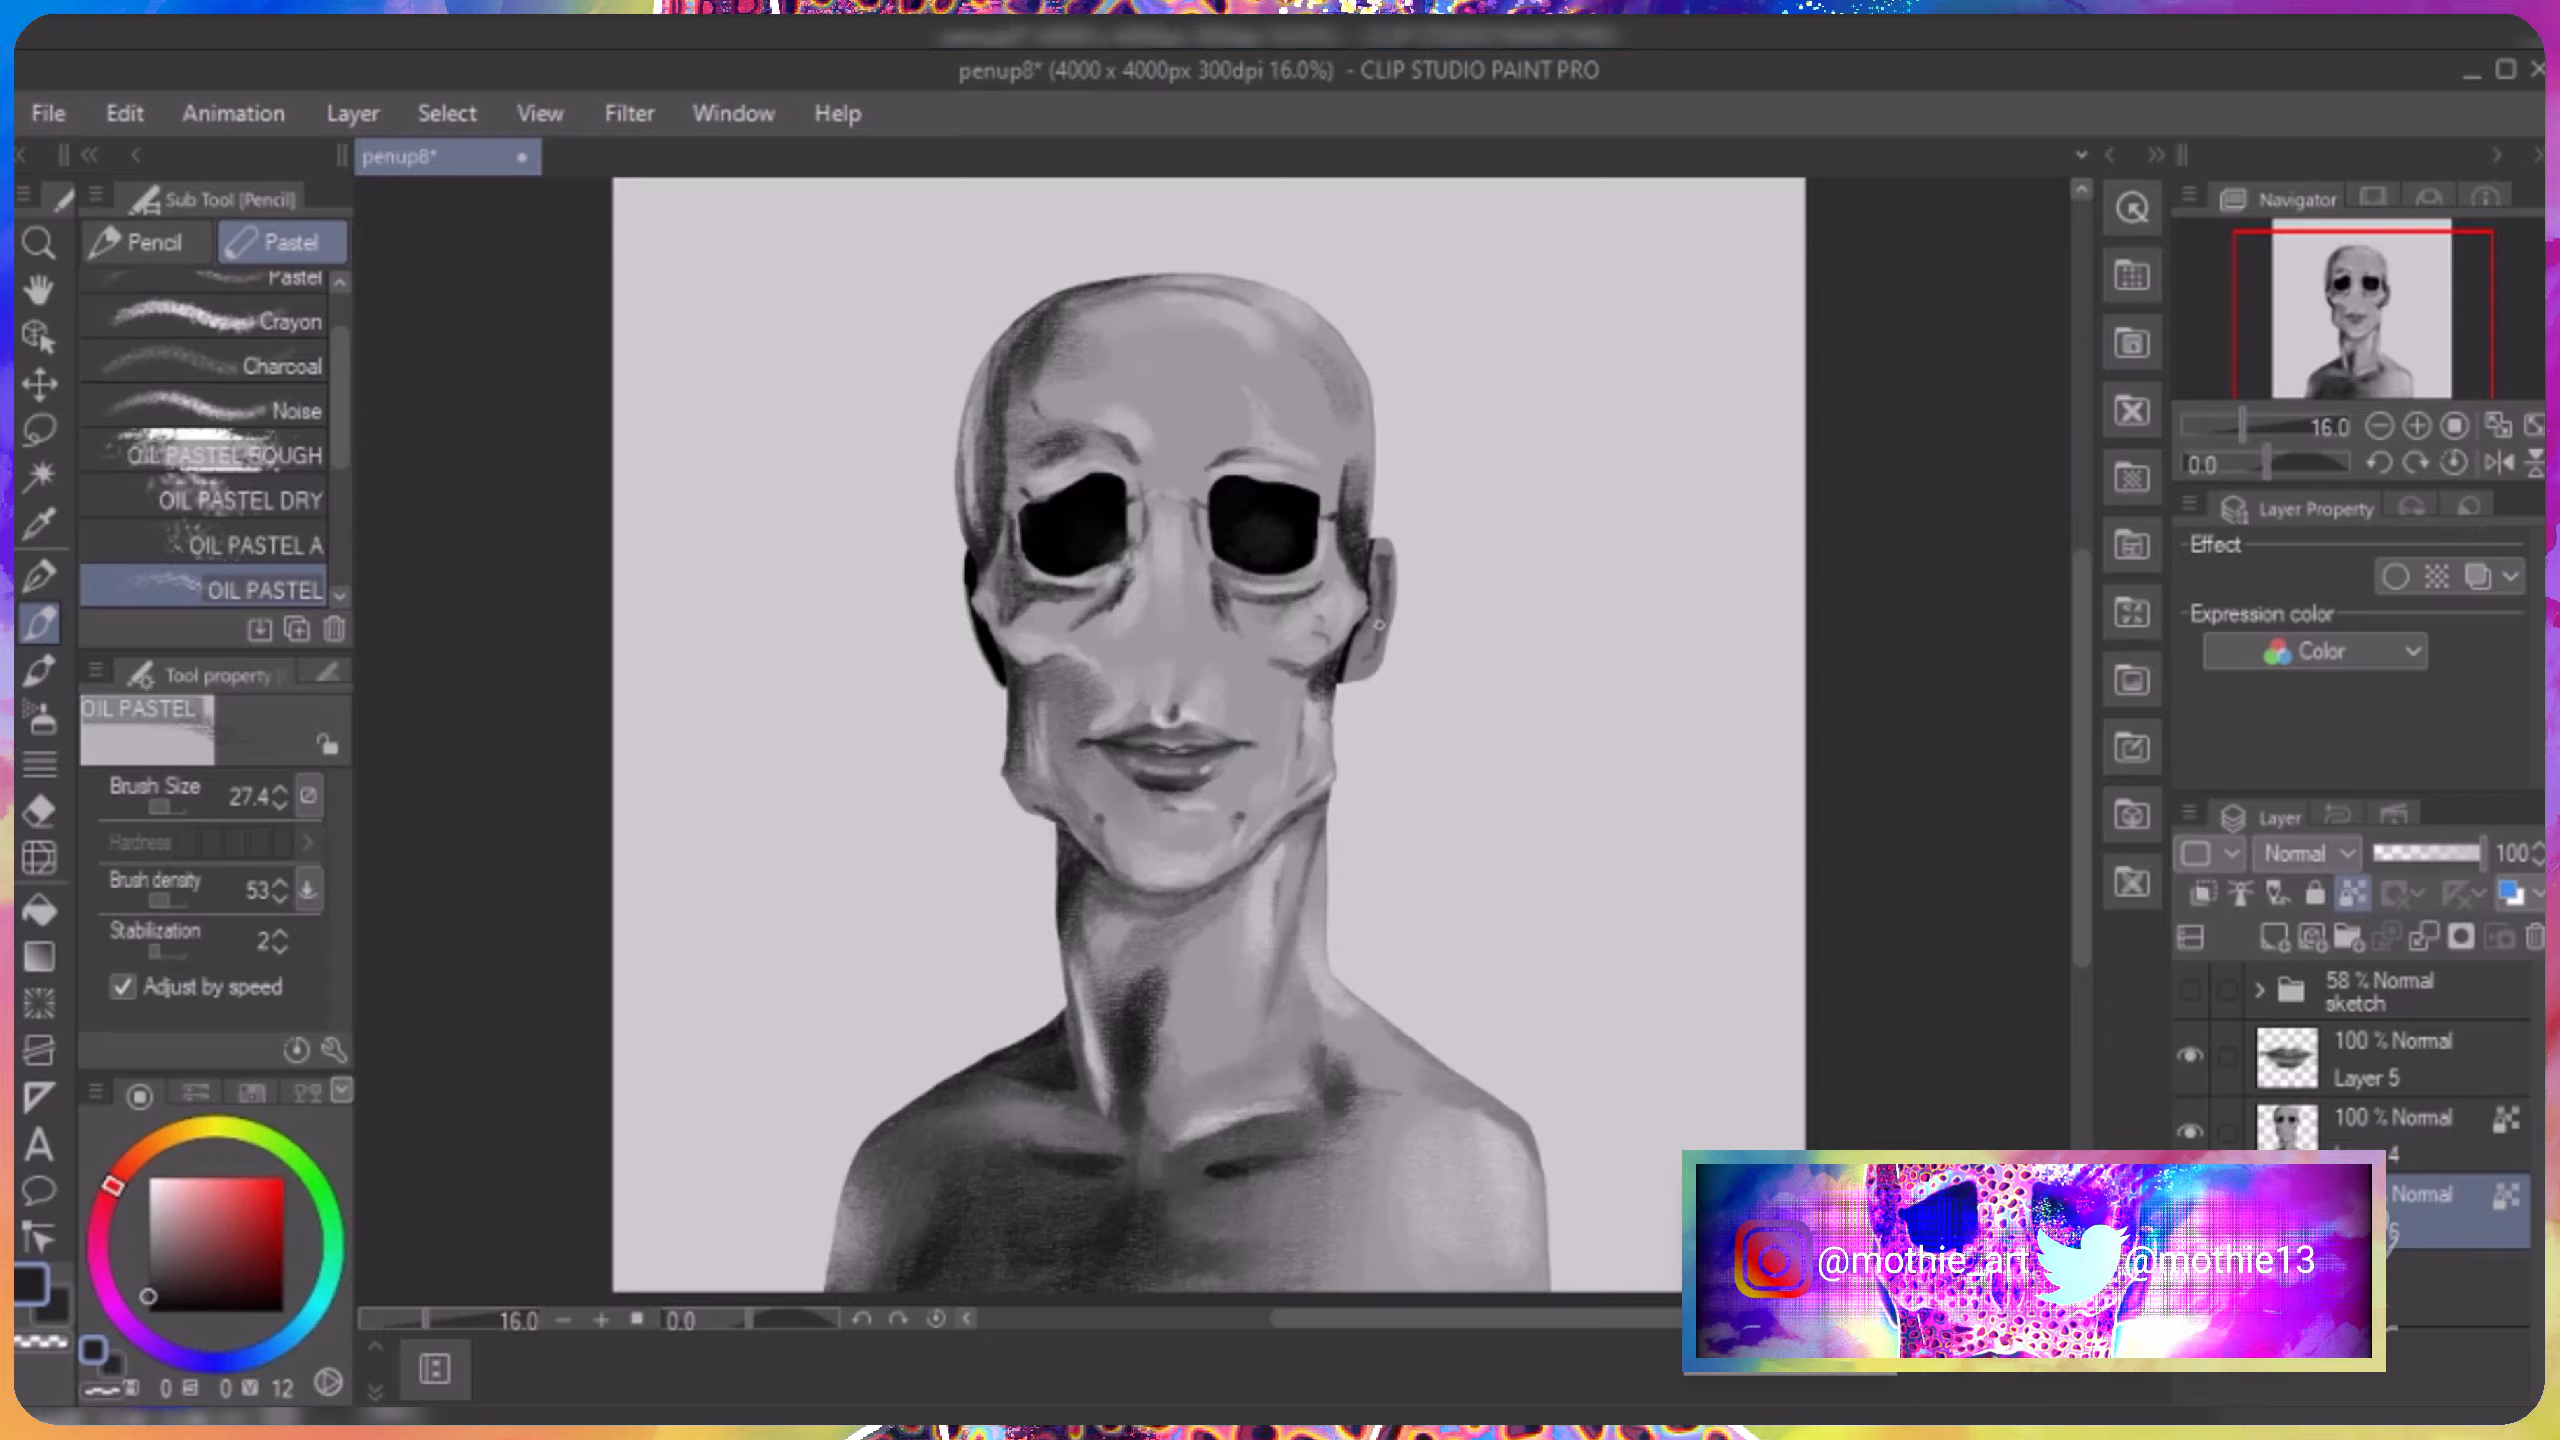 penup8* (4000 x 4000px 300dpi 16.0%) - CLIP STUDIO PAINT PRO
File Edit Animation Layer Select View Filter Window Help
penup8*
Sub Tool [Pencil]
Pencil Pastel
Pastel
Crayon
Charcoal
Noise
OIL PASTEL ROUGH
OIL PASTEL DRY
OIL PASTEL A
OIL PASTEL
Tool property
OIL PASTEL
Brush Size 27.4
Hardness
Brush density 53
Stabilization 2
Adjust by speed
0 S 0 V 12
16.0 0.0
Navigator
16.0
0.0
Layer Property
Effect
Expression color
Color
Layer
Normal 100
58 % Normal
sketch
100 % Normal
Layer 5
100 % Normal
4
Normal
@mothie_art @mothie13